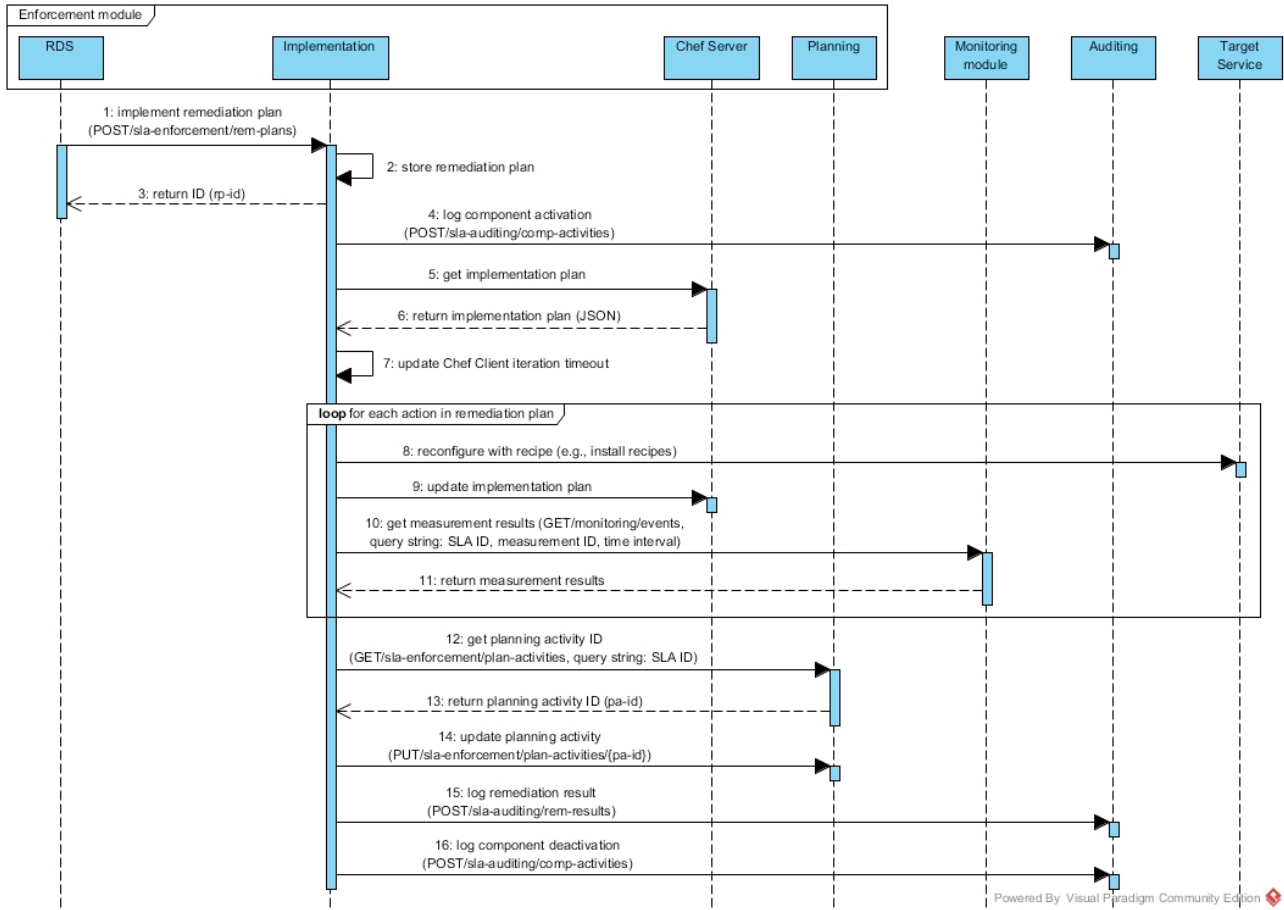 Enforcement module
RDS
Implementation
Chef Server
Planning
Monitoring
module
Auditing
Target
Service
1: implement remediation plan
(POST/sla-enforcement/rem-plans)
2: store remediation plan
3: return ID (rp-id)
4: log component activation
(POST/sla-auditing/comp-activities)
5: get implementation plan
6: return implementation plan (JSON)
7: update Chef Client iteration timeout
loop for each action in remediation plan
8: reconfigure with recipe (e.g., install recipes)
9: update implementation plan
10: get measurement results (GET/monitoring/events,
query string: SLA ID, measurement ID, time interval)
11: return measurement results
12: get planning activity ID
(GET/sla-enforcement/plan-activities, query string: SLA ID)
13: return planning activity ID (pa-id)
14: update planning activity
(PUT/sla-enforcement/plan-activities/{pa-id})
15: log remediation result
(POST/sla-auditing/rem-results)
16: log component deactivation
(POST/sla-auditing/comp-activities)
Powered By Visual Paradigm Community Edition